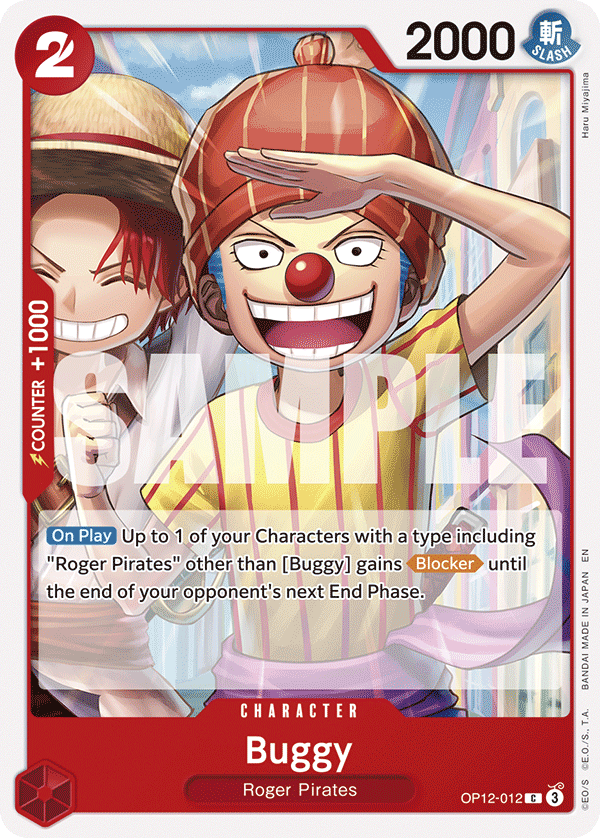 2
2000
斬
SLASH
Haru Miyajima
COUNTER +1000
SAMPLE
On Play Up to 1 of your Characters with a type including
"Roger Pirates" other than [Buggy] gains Blocker until
the end of your opponent's next End Phase.
©EO/S ©E.O./S., T.A. BANDAI MADE IN JAPAN EN
CHARACTER
Buggy
Roger Pirates
OP12-012 C 3